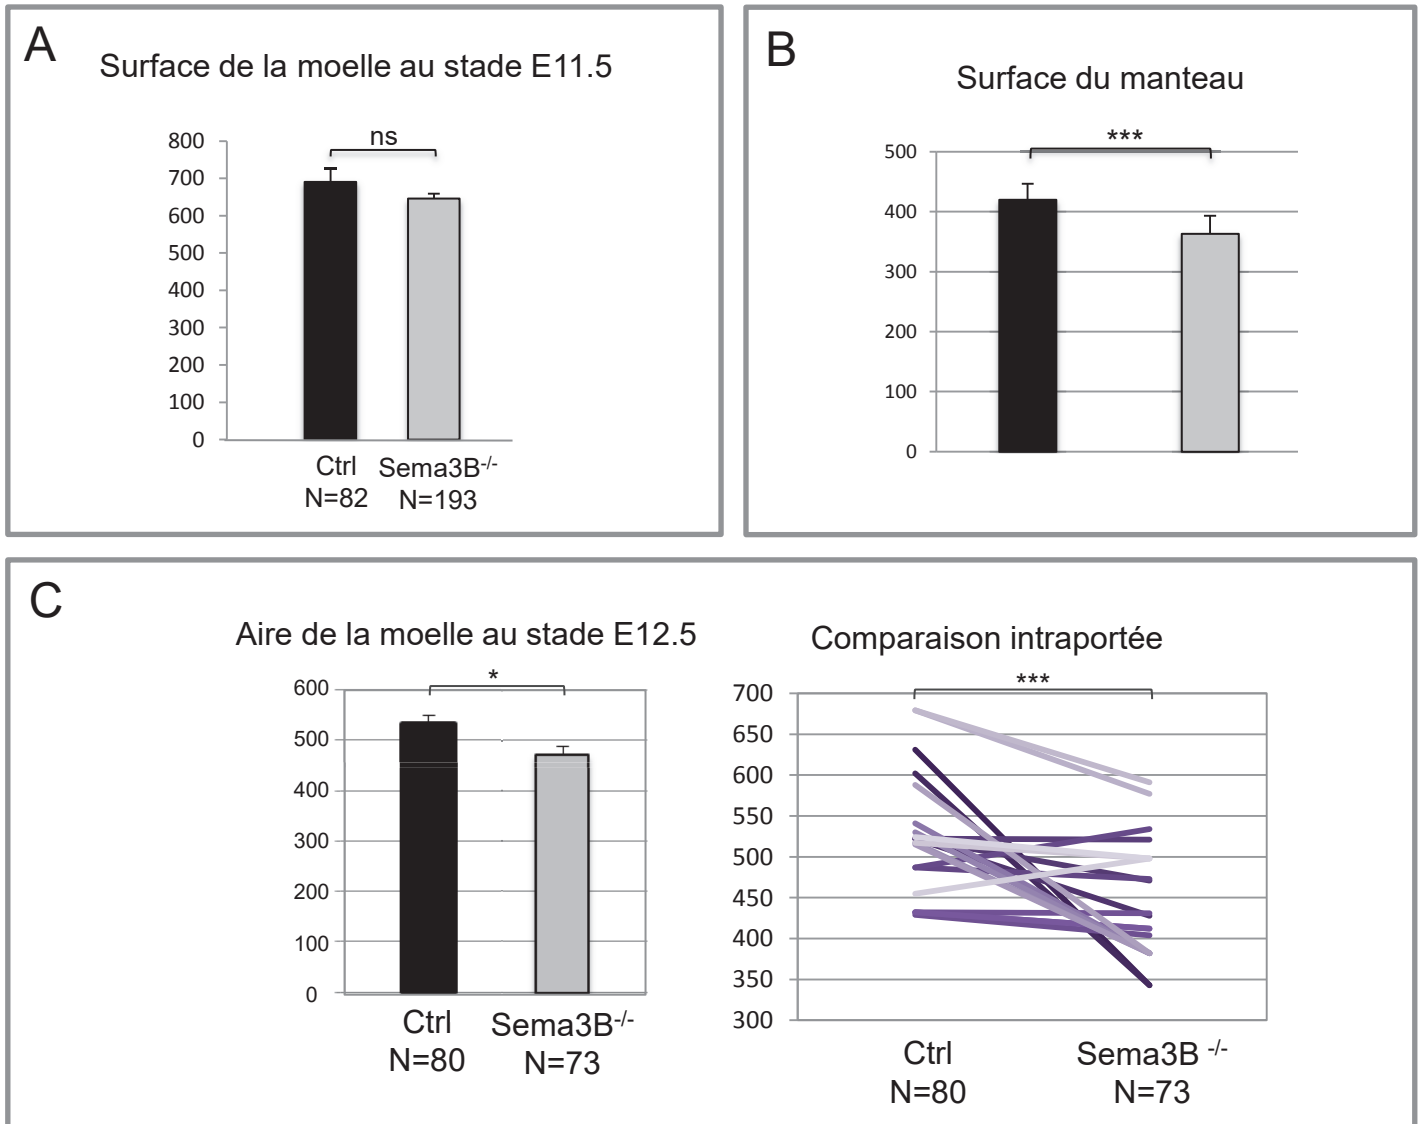 A
Surface de la moelle au stade E11.5
ns
800
700
600
500
400
300
200
100
0
Ctrl
N=82
Sema3B-/-
N=193
B
Surface du manteau
***
500
400
300
200
100
0
C
Aire de la moelle au stade E12.5
*
600
500
400
300
200
100
0
Ctrl
N=80
Sema3B-/-
N=73
Comparaison intraportée
***
700
650
600
550
500
450
400
350
300
Ctrl
N=80
Sema3B -/-
N=73